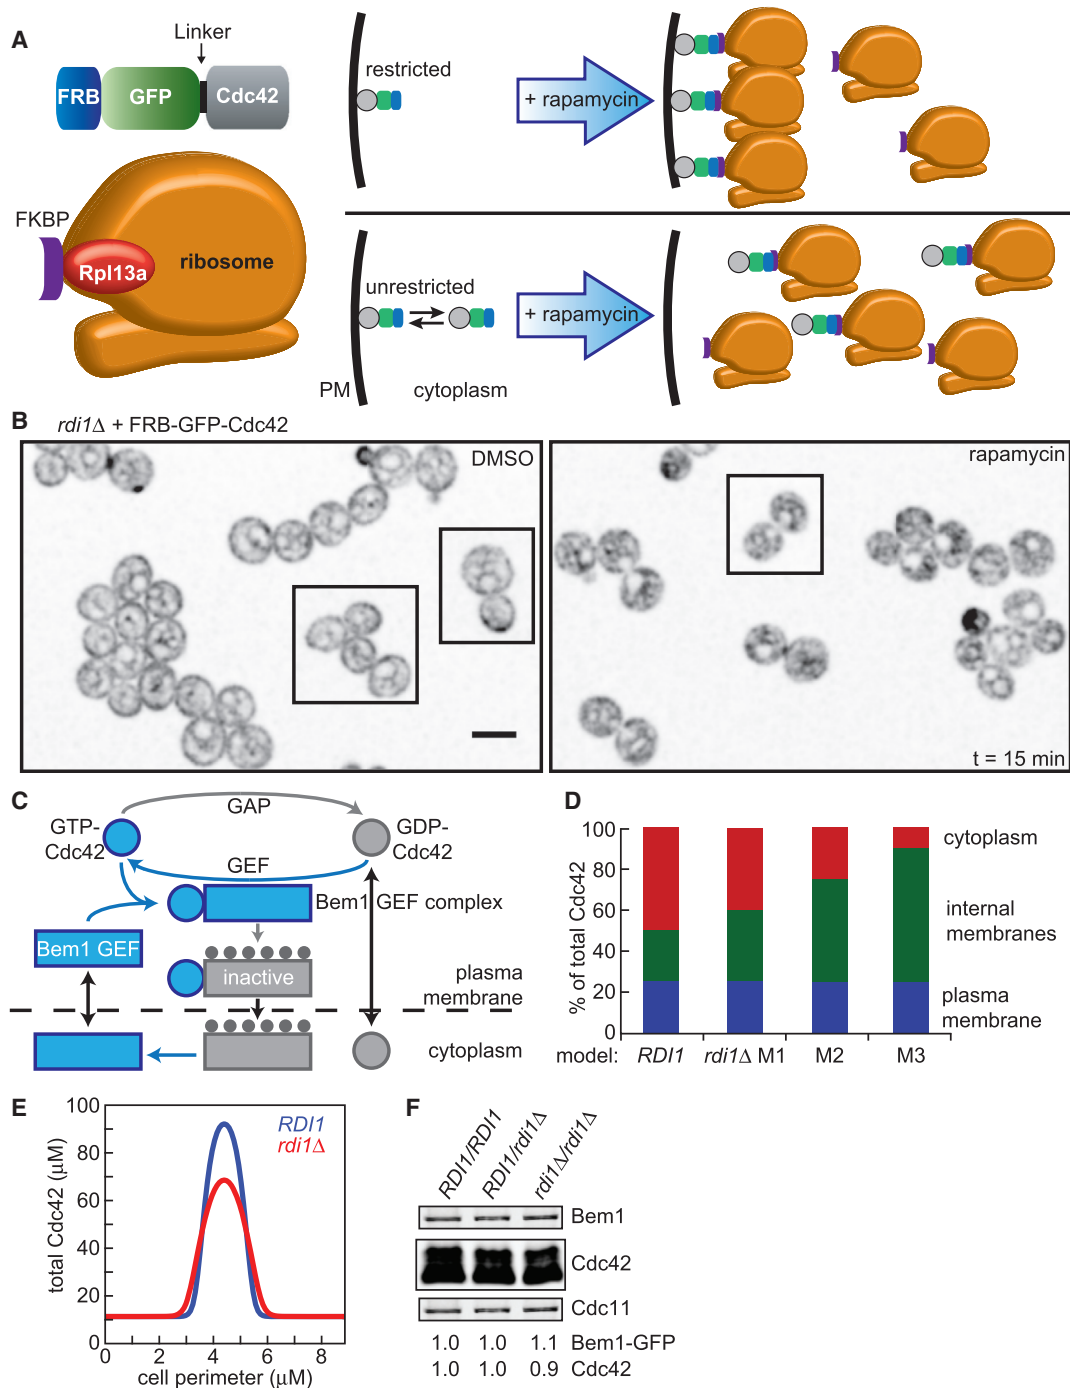 A
Linker
FRB
GFP
Cdc42
FKBP
Rpl13a
ribosome
restricted
+ rapamycin
unrestricted
+ rapamycin
PM
cytoplasm
B
rdi1Δ + FRB-GFP-Cdc42
DMSO
rapamycin
t = 15 min
C
GAP
GTP-
Cdc42
GDP-
Cdc42
GEF
Bem1 GEF complex
Bem1 GEF
inactive
plasma
membrane
cytoplasm
D
% of total Cdc42
100
80
60
40
20
0
cytoplasm
internal
membranes
plasma
membrane
model: RDI1 rdi1Δ M1 M2 M3
E
total Cdc42 (μM)
100
80
60
40
20
0
RDI1
rdi1Δ
0 2 4 6 8
cell perimeter (μM)
F
RDI1/RDI1
RDI1/rdi1Δ
rdi1Δ/rdi1Δ
Bem1
Cdc42
Cdc11
1.0 1.0 1.1 Bem1-GFP
1.0 1.0 0.9 Cdc42